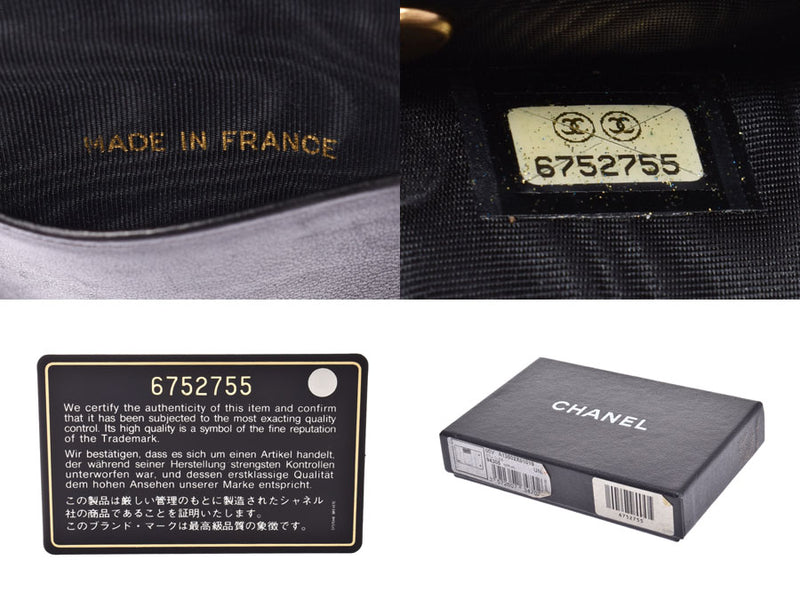 MADE IN FRANCE
6752755
6752755
We certify the authenticity of this item and confirm
that it has been subjected to the most exacting quality
control. Its high quality is a symbol of the fine reputation
of the Trademark.
Wir bestätigen, dass es sich um einen Artikel handelt,
der während seiner Herstellung strengsten Kontrollen
unterworfen war, und dessen erstklassige Qualitat
dem hohen Ansehen unserer Marke entspricht.
この製品は厳しい管理のもとに製造されたシャネル
社の商品であることを証明いたします。
このブランド・マークは最高級品質の象徴です。
CHANEL
UN.
6752755